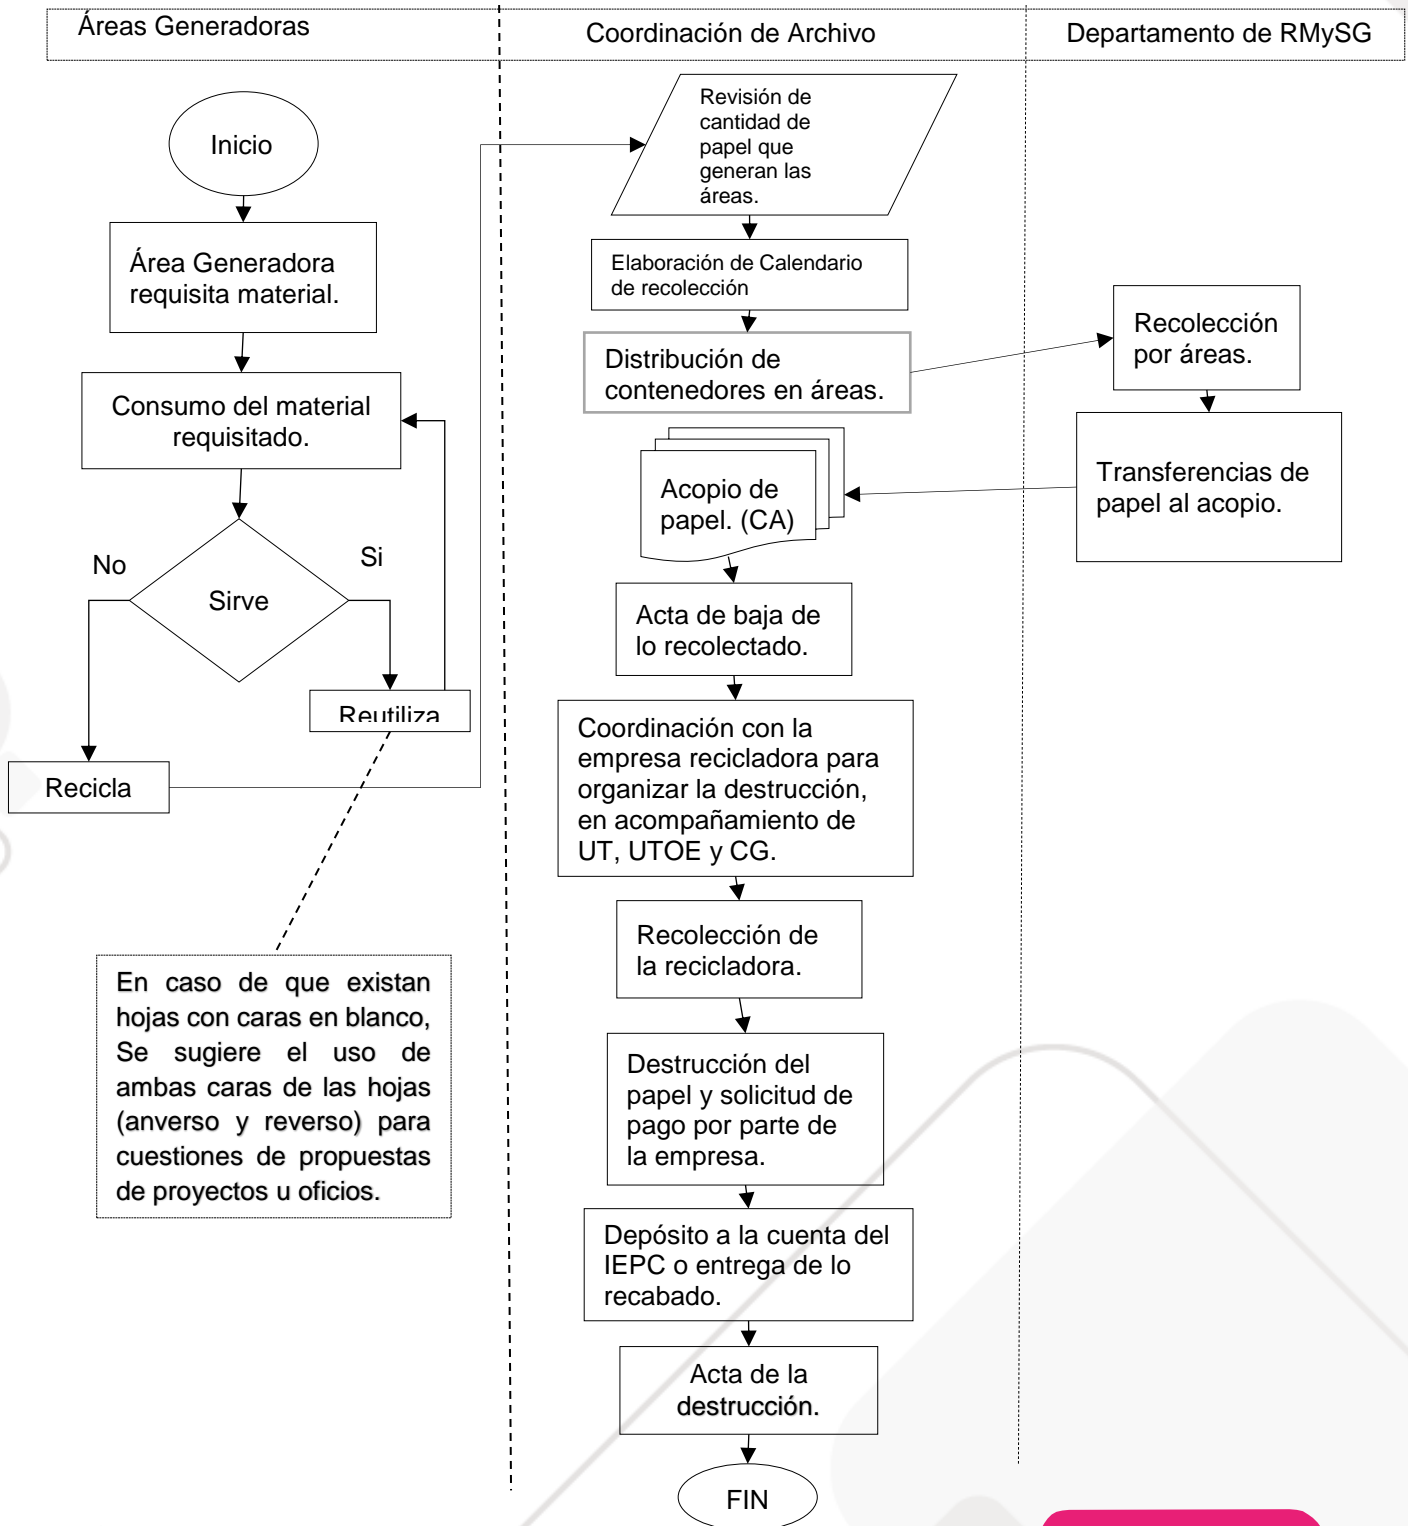 Áreas Generadoras
Coordinación de Archivo
Departamento de RMySG
Inicio
Área Generadora
requisita material.
Consumo del material
requisitado.
No
Si
Sirve
Reutiliza
Recicla
En caso de que existan
hojas con caras en blanco,
Se sugiere el uso de
ambas caras de las hojas
(anverso y reverso) para
cuestiones de propuestas
de proyectos u oficios.
Revisión de
cantidad de
papel que
generan las
áreas.
Elaboración de Calendario
de recolección
Distribución de
contenedores en áreas.
Recolección
por áreas.
Transferencias de
papel al acopio.
Acopio de
papel. (CA)
Acta de baja de
lo recolectado.
Coordinación con la
empresa recicladora para
organizar la destrucción,
en acompañamiento de
UT, UTOE y CG.
Recolección de
la recicladora.
Destrucción del
papel y solicitud de
pago por parte de
la empresa.
Depósito a la cuenta del
IEPC o entrega de lo
recabado.
Acta de la
destrucción.
FIN